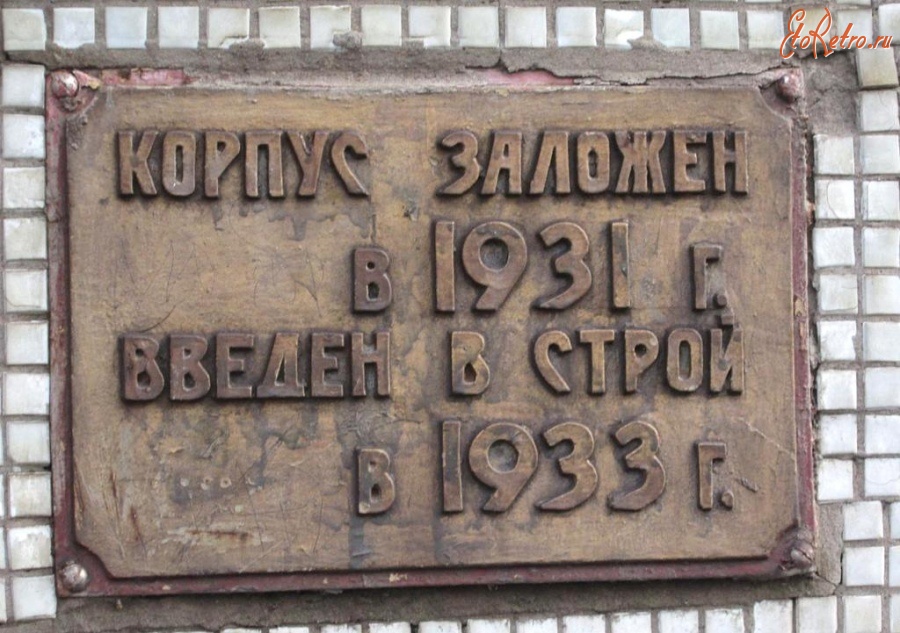 EtoRetro.ru
КОРПУС ЗАЛОЖЕН
В 1931 Г.
ВВЕДЕН В СТРОЙ
В 1933 Г.